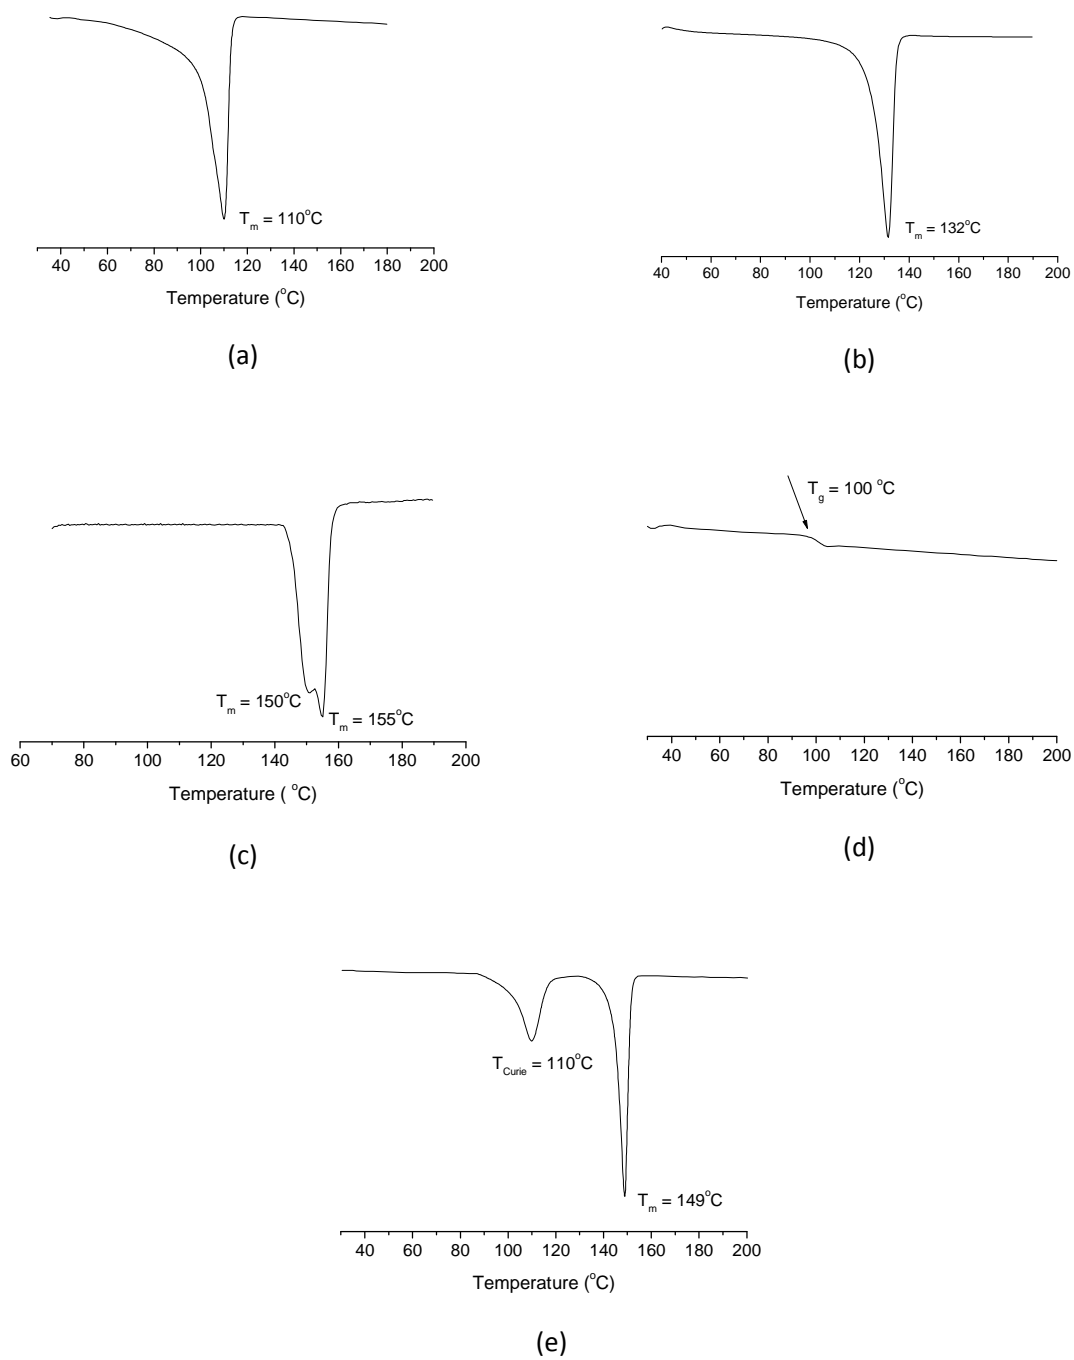 T_m = 110°C
40 60 80 100 120 140 160 180 200
Temperature (°C)
(a)
T_m = 132°C
40 60 80 100 120 140 160 180 200
Temperature (°C)
(b)
T_m = 150°C
T_m = 155°C
60 80 100 120 140 160 180 200
Temperature ( °C)
(c)
T_g = 100 °C
40 60 80 100 120 140 160 180 200
Temperature (°C)
(d)
T_Curie = 110°C
T_m = 149°C
40 60 80 100 120 140 160 180 200
Temperature (°C)
(e)